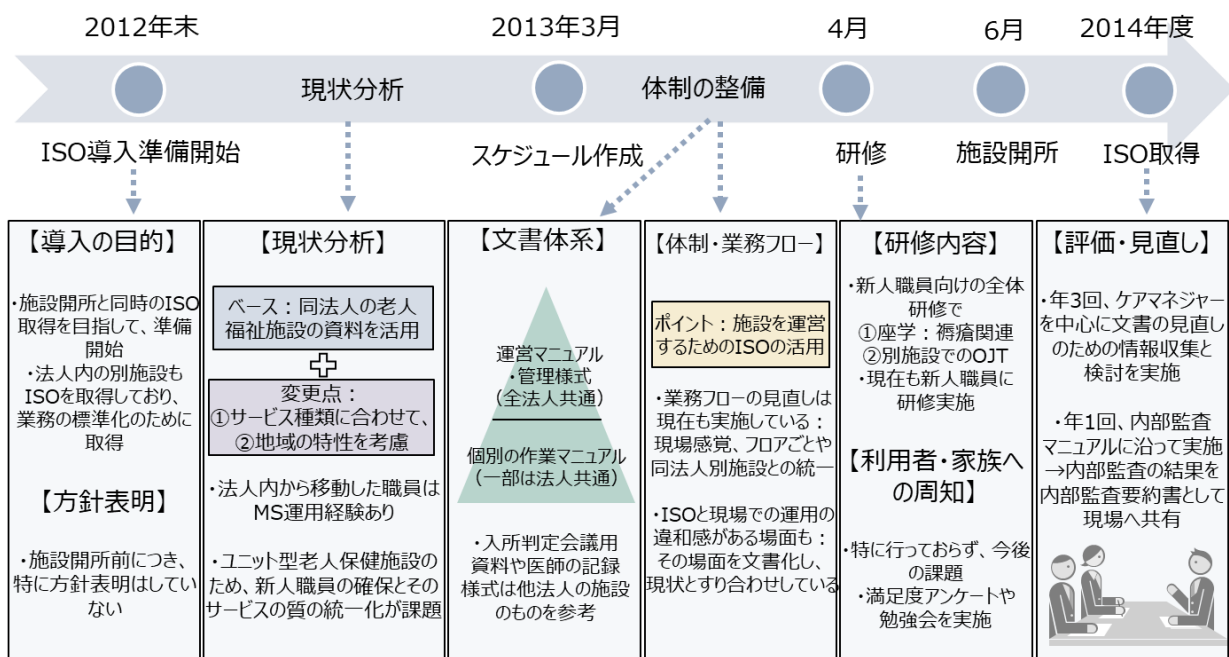 2012年末
2013年3月
4月
6月
2014年度
現状分析
体制の整備
ISO導入準備開始
スケジュール作成
研修
施設開所
ISO取得
【導入の目的】
・施設開所と同時のISO
取得を目指して、準備
開始
・法人内の別施設も
ISOを取得しており、
業務の標準化のために
取得
【方針表明】
・施設開所前につき、
特に方針表明はしてい
ない
【現状分析】
ベース：同法人の老人
福祉施設の資料を活用
変更点：
①サービス種類に合わせて、
②地域の特性を考慮
・法人内から移動した職員は
MS運用経験あり
・ユニット型老人保健施設の
ため、新人職員の確保とその
サービスの質の統一化が課題
【文書体系】
運営マニュアル
・管理様式
（全法人共通）
個別の作業マニュアル
（一部は法人共通）
・入所判定会議用
資料や医師の記録
様式は他法人の施設
のものを参考
【体制・業務フロー】
ポイント：施設を運営
するためのISOの活用
・業務フローの見直しは
現在も実施している：
現場感覚、フロアごとや
同法人別施設との統一
・ISOと現場での運用の
違和感がある場面も：
その場面を文書化し、
現状とすり合わせしている
【研修内容】
・新人職員向けの全体
研修で
①座学：褥瘡関連
②別施設でのOJT
・現在も新人職員に
研修実施
【利用者・家族へ
の周知】
・特に行っておらず、今後
の課題
・満足度アンケートや
勉強会を実施
【評価・見直し】
・年3回、ケアマネジャー
を中心に文書の見直し
のための情報収集と
検討を実施
・年1回、内部監査
マニュアルに沿って実施
→内部監査の結果を
内部監査要約書として
現場へ共有